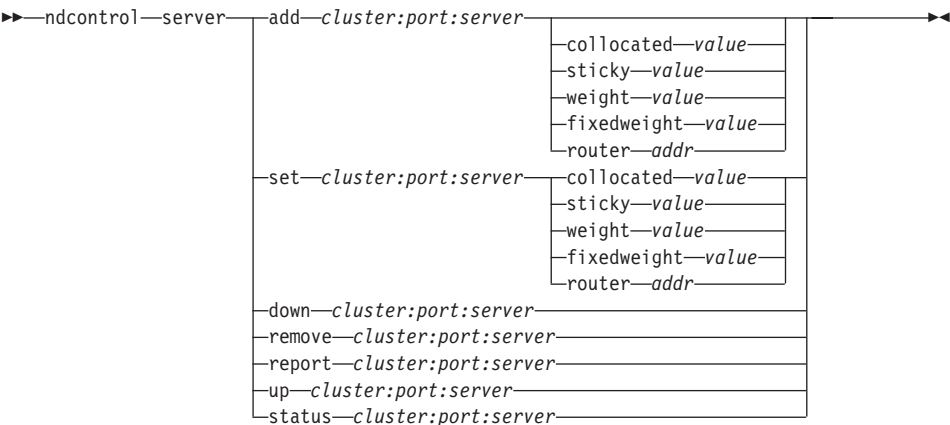 ndcontrol server add cluster:port:server
collocated value
sticky value
weight value
fixedweight value
router addr
set cluster:port:server collocated value
sticky value
weight value
fixedweight value
router addr
down cluster:port:server
remove cluster:port:server
report cluster:port:server
up cluster:port:server
status cluster:port:server